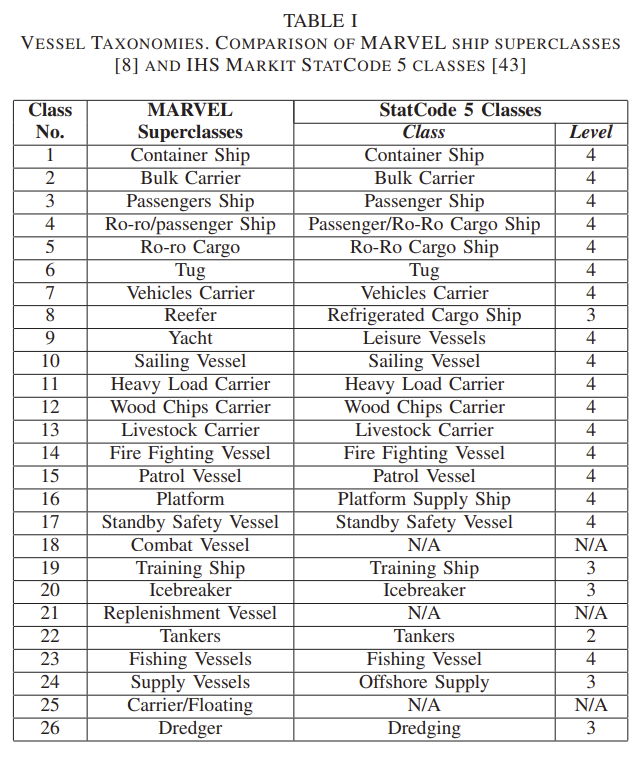 TABLE I
VESSEL TAXONOMIES. COMPARISON OF MARVEL SHIP SUPERCLASSES
[8] AND IHS MARKIT STATCODE 5 CLASSES [43]
Class MARVEL StatCode 5 Classes
No. Superclasses Class Level
1 Container Ship Container Ship 4
2 Bulk Carrier Bulk Carrier 4
3 Passengers Ship Passenger Ship 4
4 Ro-ro/passenger Ship Passenger/Ro-Ro Cargo Ship 4
5 Ro-ro Cargo Ro-Ro Cargo Ship 4
6 Tug Tug 4
7 Vehicles Carrier Vehicles Carrier 4
8 Reefer Refrigerated Cargo Ship 3
9 Yacht Leisure Vessels 4
10 Sailing Vessel Sailing Vessel 4
11 Heavy Load Carrier Heavy Load Carrier 4
12 Wood Chips Carrier Wood Chips Carrier 4
13 Livestock Carrier Livestock Carrier 4
14 Fire Fighting Vessel Fire Fighting Vessel 4
15 Patrol Vessel Patrol Vessel 4
16 Platform Platform Supply Ship 4
17 Standby Safety Vessel Standby Safety Vessel 4
18 Combat Vessel N/A N/A
19 Training Ship Training Ship 3
20 Icebreaker Icebreaker 3
21 Replenishment Vessel N/A N/A
22 Tankers Tankers 2
23 Fishing Vessels Fishing Vessel 4
24 Supply Vessels Offshore Supply 3
25 Carrier/Floating N/A N/A
26 Dredger Dredging 3